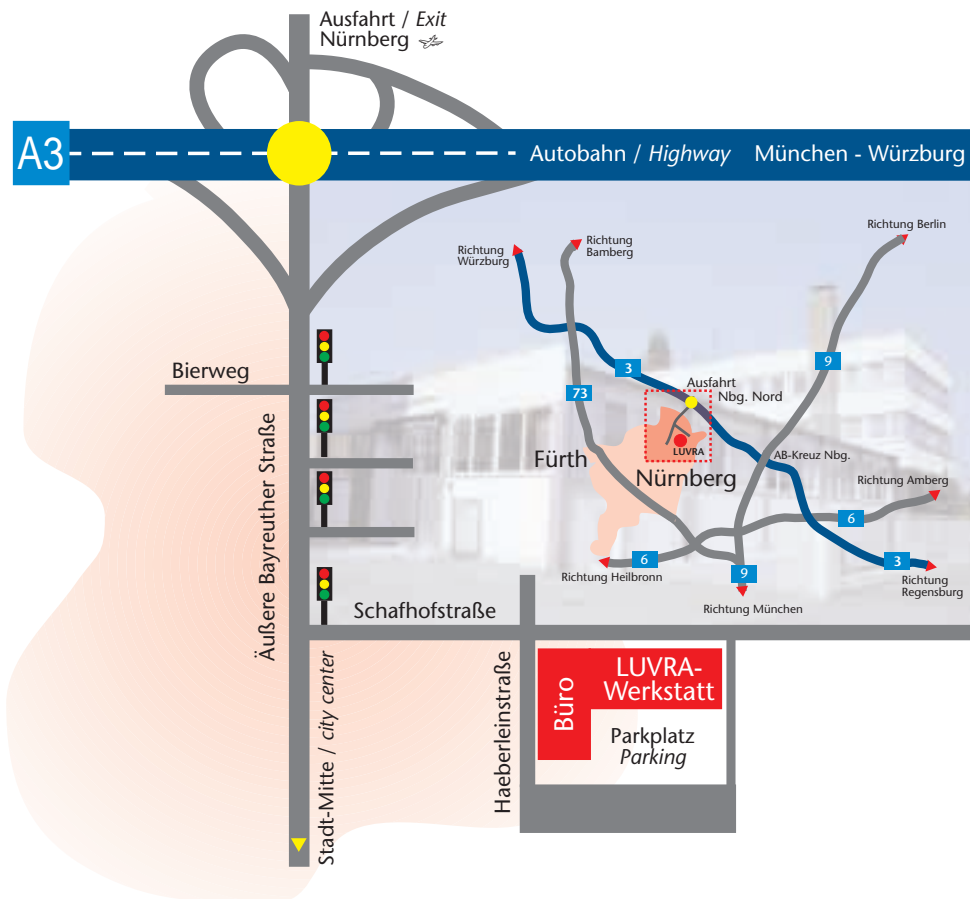 Ausfahrt / Exit
Nürnberg
A3
Autobahn / Highway München - Würzburg
Richtung
Würzburg
Richtung
Bamberg
Richtung Berlin
Bierweg
3
73
9
Ausfahrt
Nbg. Nord
LUVRA
Fürth
Nürnberg
AB-Kreuz Nbg.
Richtung Amberg
6
6
Richtung Heilbronn
9
3
Richtung
Regensburg
Richtung München
Äußere Bayreuther Straße
Schafhofstraße
Stadt-Mitte / city center
Haeberleinstraße
Büro
LUVRA-
Werkstatt
Parkplatz
Parking